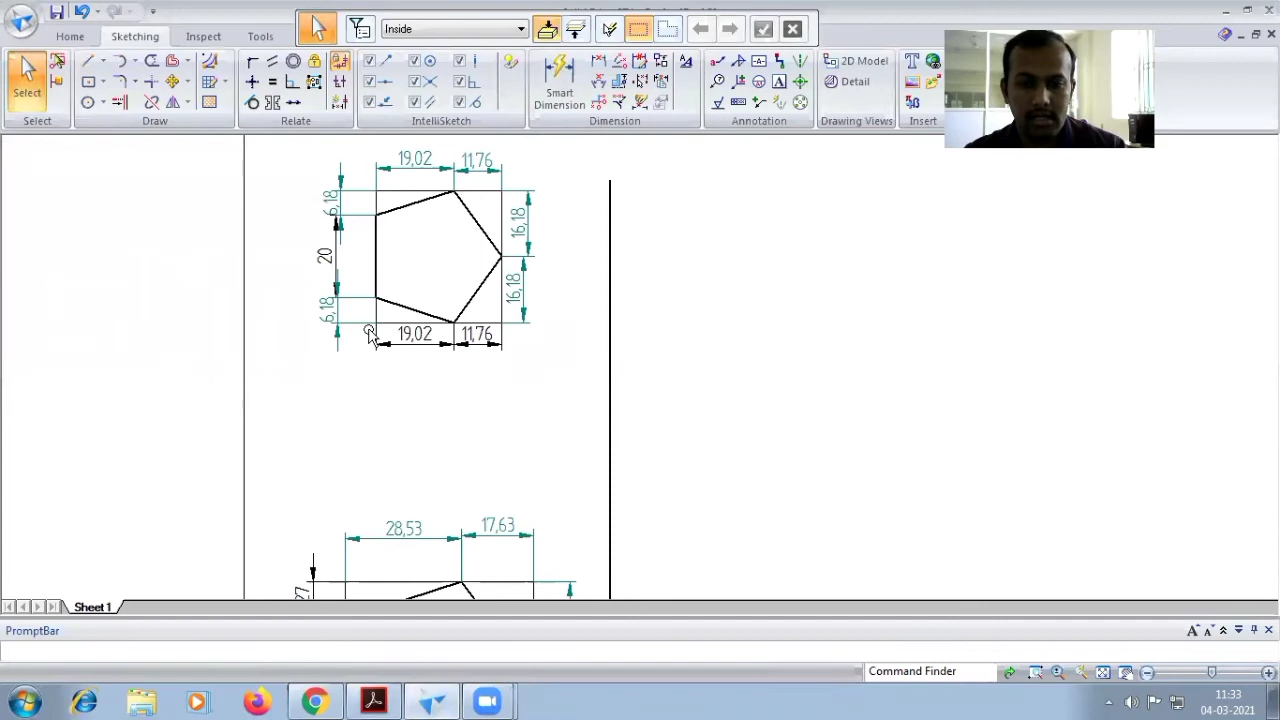 Home
Sketching
Inspect
Tools
Inside
Select
Smart
Dimension
2D Model
Detail
Select
Draw
Relate
IntelliSketch
Dimension
Annotation
Drawing Views
Insert
19,02
11,76
6,18
16,18
20
16,18
6,18
19,02
11,76
28,53
17,63
Sheet 1
PromptBar
Command Finder
11:33
04-03-2021